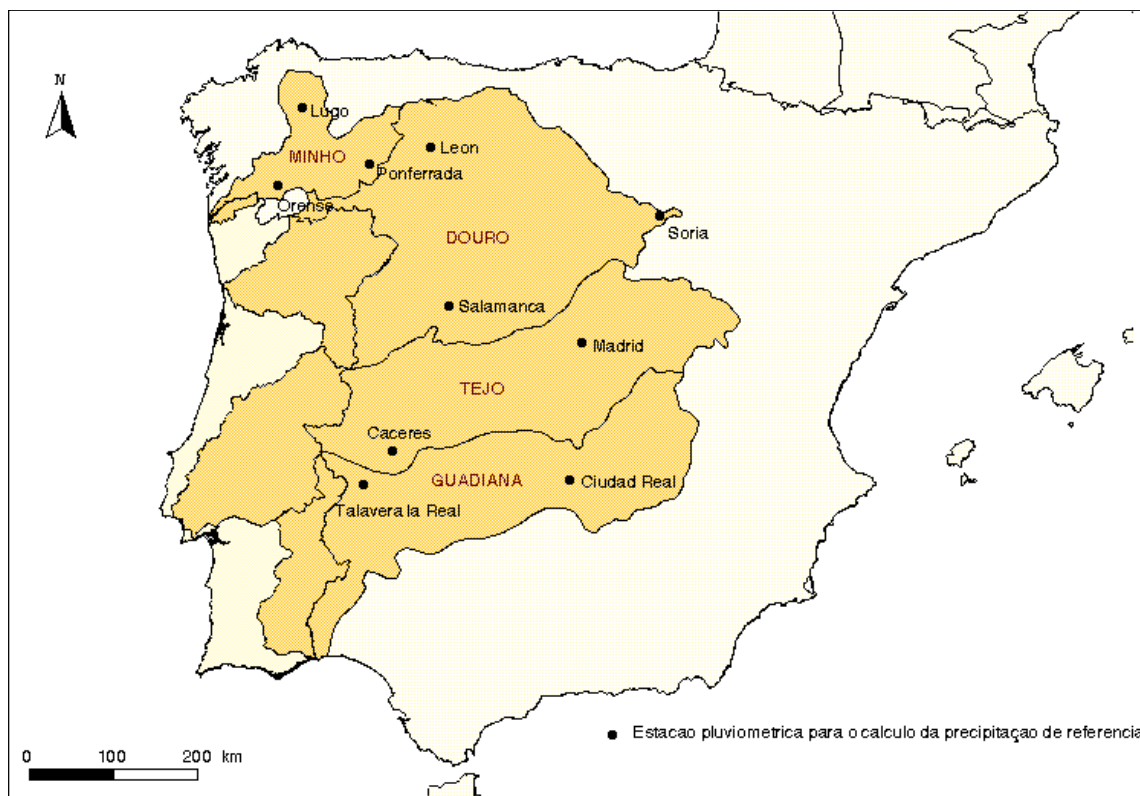 N
Lugo
Leon
MINHO
Ponferrada
Orense
Soria
DOURO
Salamanca
Madrid
TEJO
Caceres
GUADIANA
Ciudad Real
Talavera la Real
Estacao pluviometrica para o calculo da precipitaçao de referencia
0 100 200 km